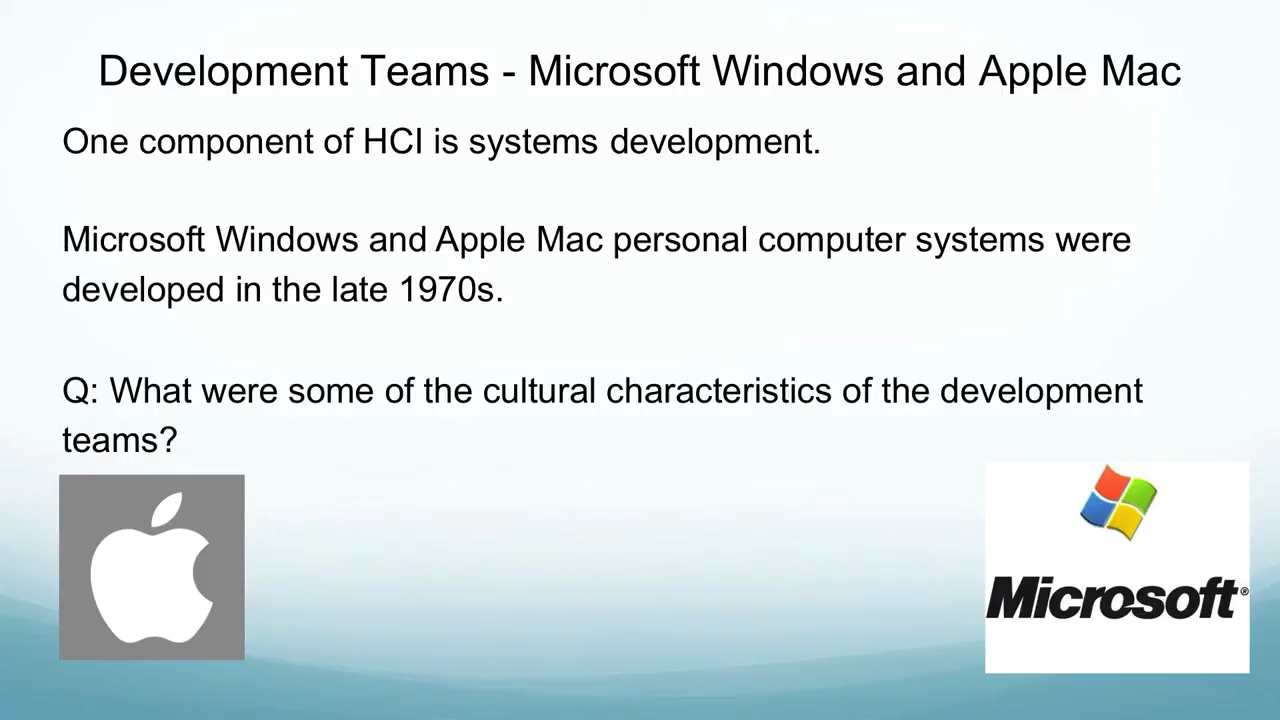 Development Teams - Microsoft Windows and Apple Mac
One component of HCI is systems development.
Microsoft Windows and Apple Mac personal computer systems were
developed in the late 1970s.
Q: What were some of the cultural characteristics of the development
teams?
Microsoft®